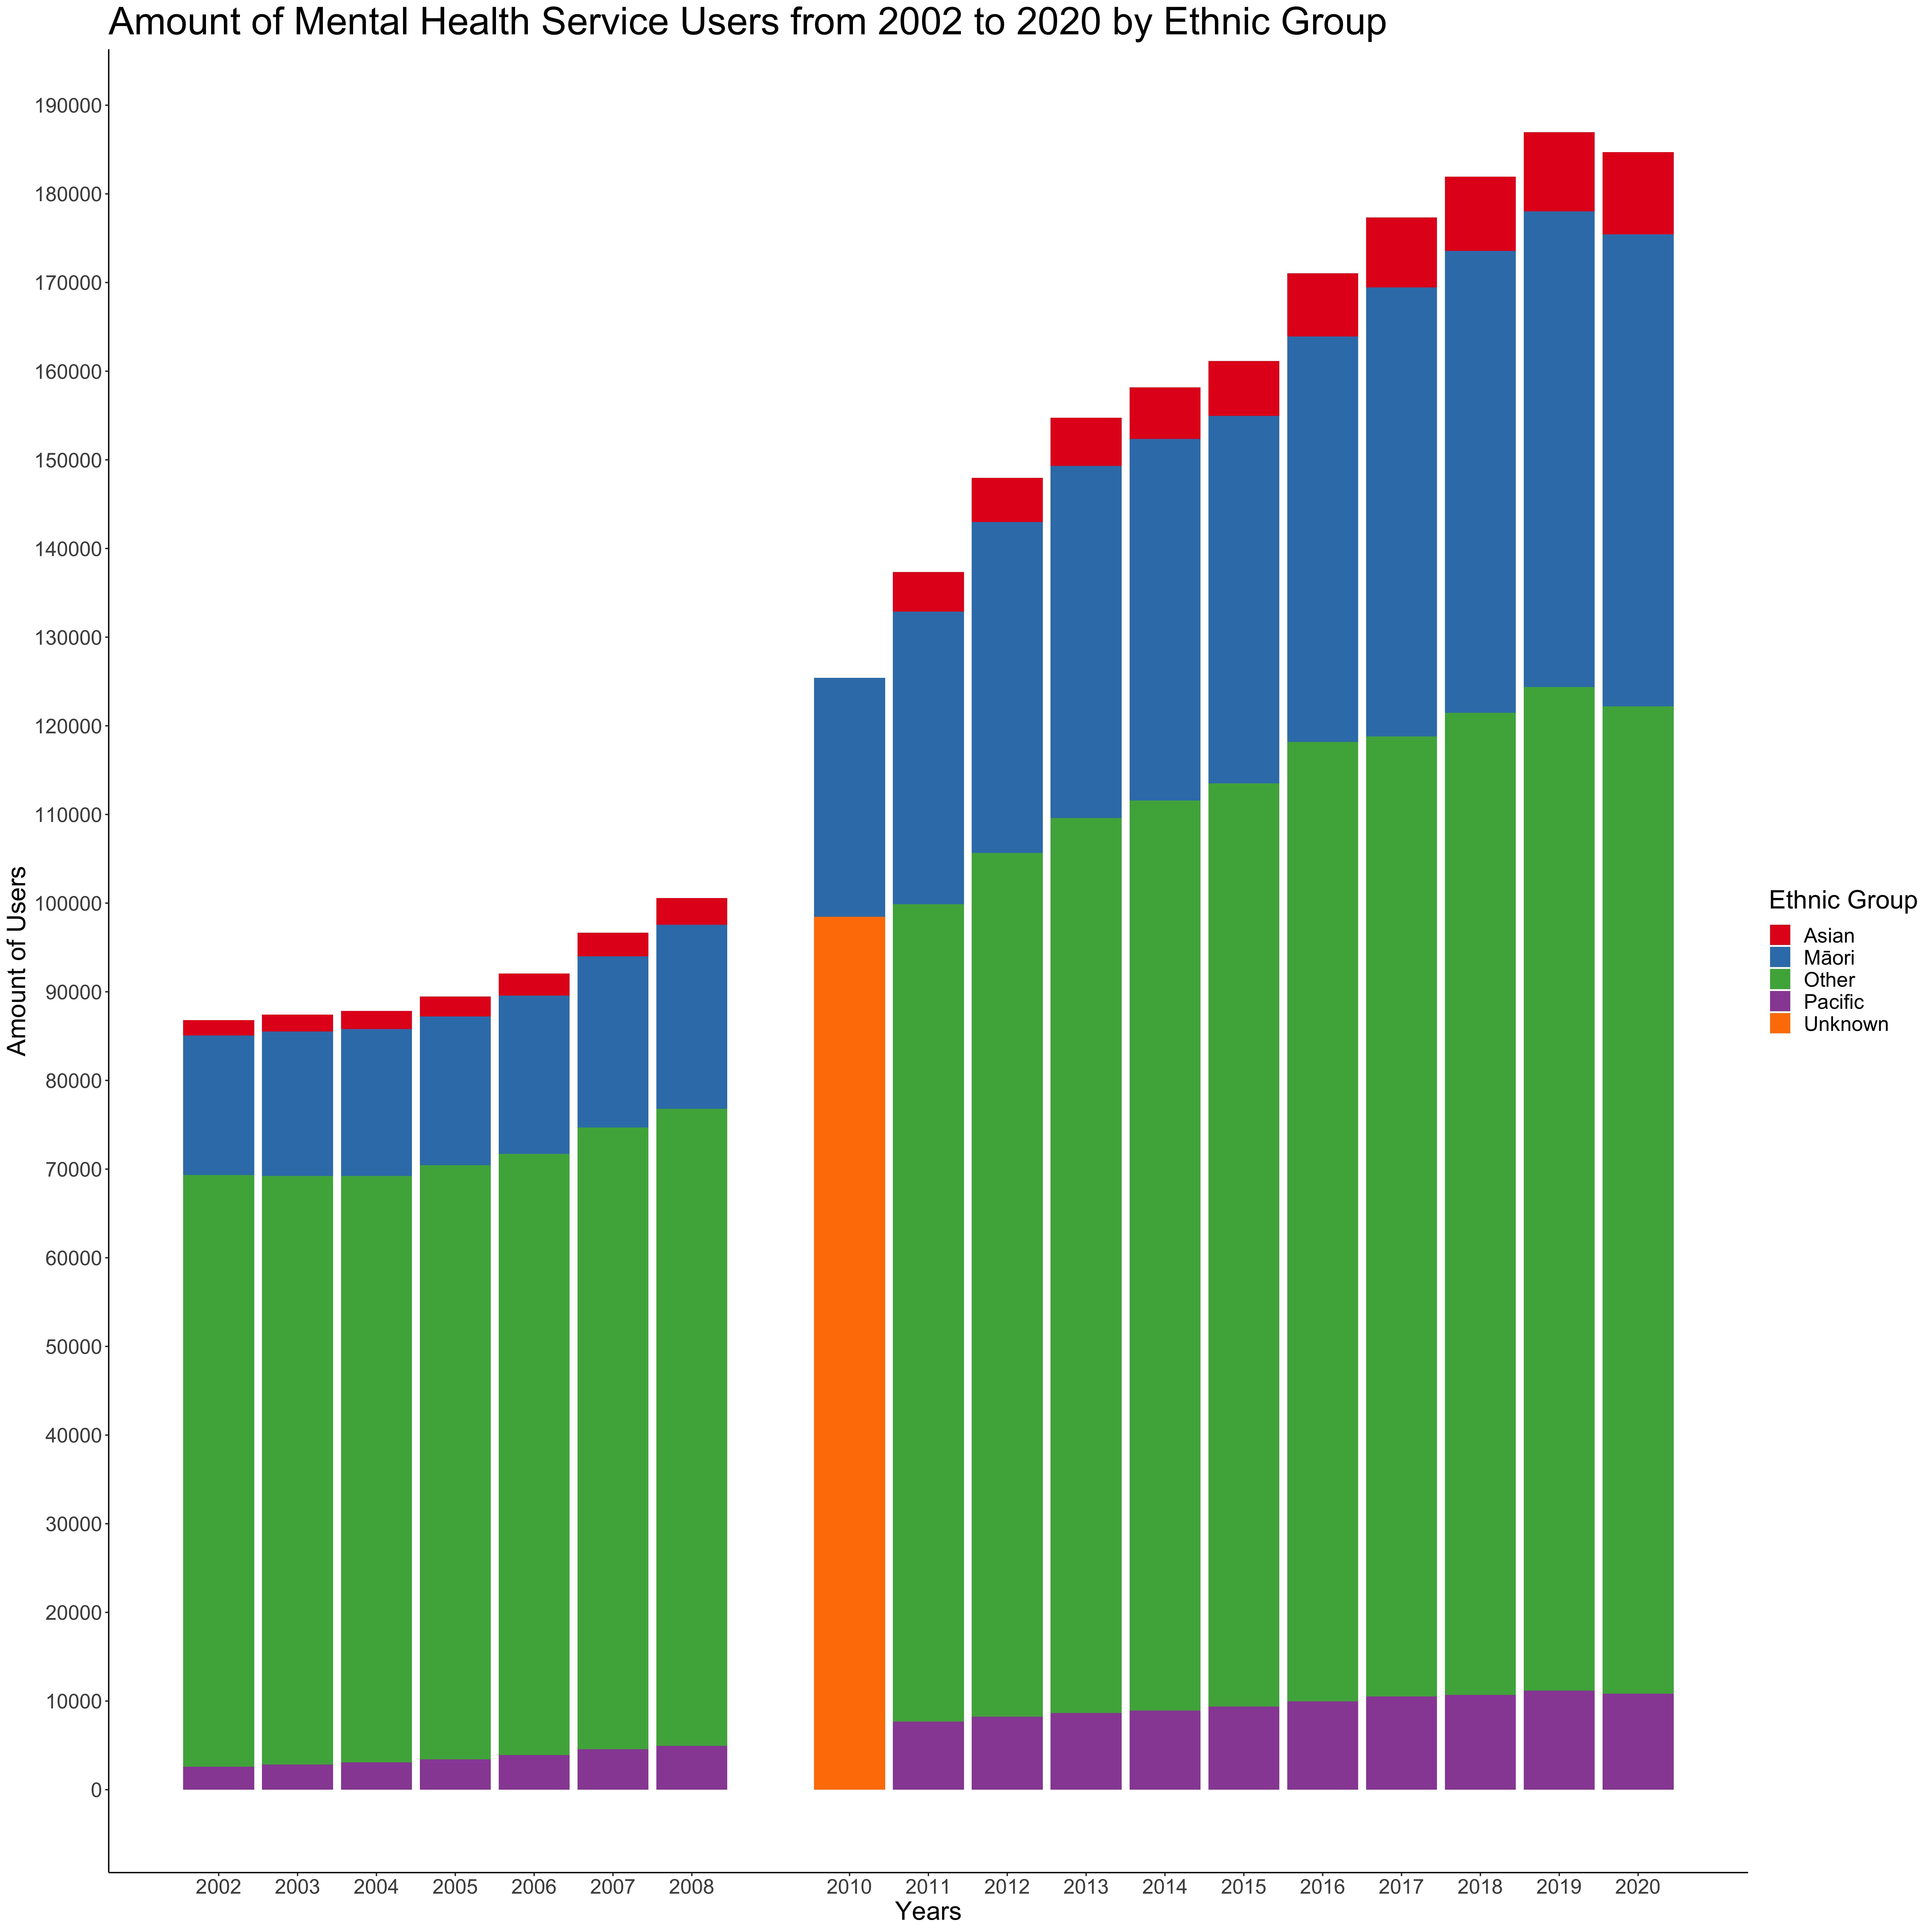 Amount of Mental Health Service Users from 2002 to 2020 by Ethnic Group
190000
180000
170000
160000
150000
140000
130000
120000
110000
100000
90000
80000
70000
60000
50000
40000
30000
20000
10000
0
Amount of Users
2002 2003 2004 2005 2006 2007 2008 2010 2011 2012 2013 2014 2015 2016 2017 2018 2019 2020
Years
Ethnic Group
Asian
Māori
Other
Pacific
Unknown